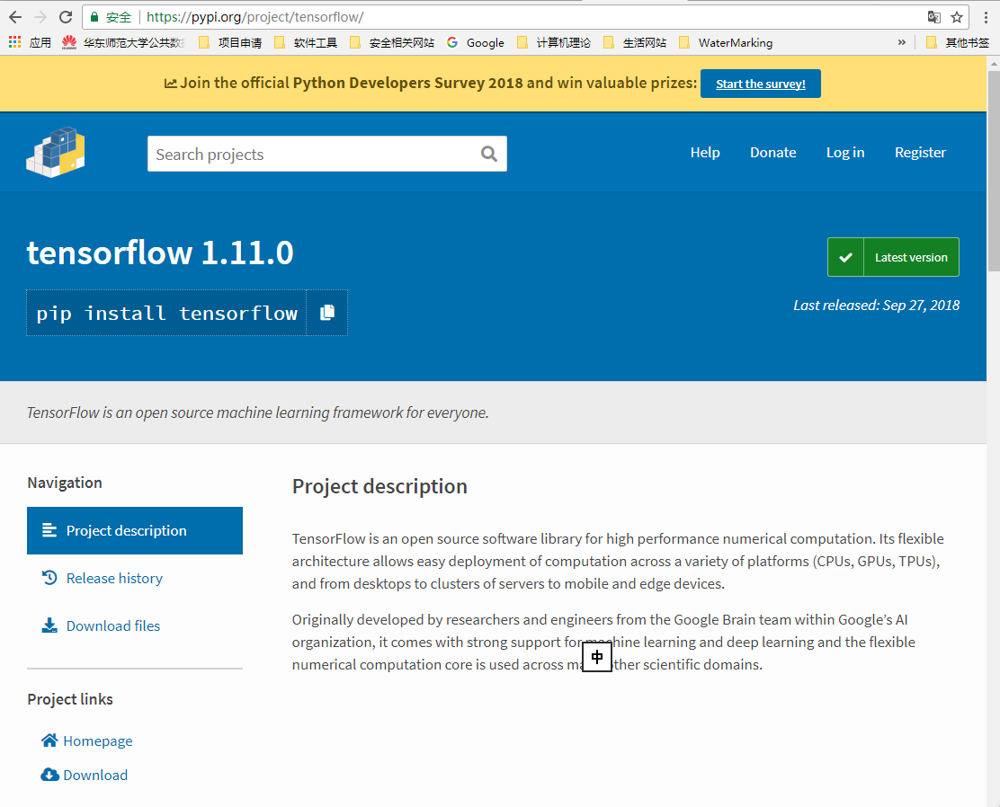 安全 https://pypi.org/project/tensorflow/
应用 华东师范大学公共数 项目申请 软件工具 安全相关网站 Google 计算机理论 生活网站 WaterMarking » 其他书签
Join the official Python Developers Survey 2018 and win valuable prizes: Start the survey!
Search projects Help Donate Log in Register
tensorflow 1.11.0
Latest version
pip install tensorflow
Last released: Sep 27, 2018
TensorFlow is an open source machine learning framework for everyone.
Navigation
Project description
Release history
Download files
Project links
Homepage
Download
Project description
TensorFlow is an open source software library for high performance numerical computation. Its flexible
architecture allows easy deployment of computation across a variety of platforms (CPUs, GPUs, TPUs),
and from desktops to clusters of servers to mobile and edge devices.
Originally developed by researchers and engineers from the Google Brain team within Google's AI
organization, it comes with strong support for machine learning and deep learning and the flexible
numerical computation core is used across many other scientific domains.
中